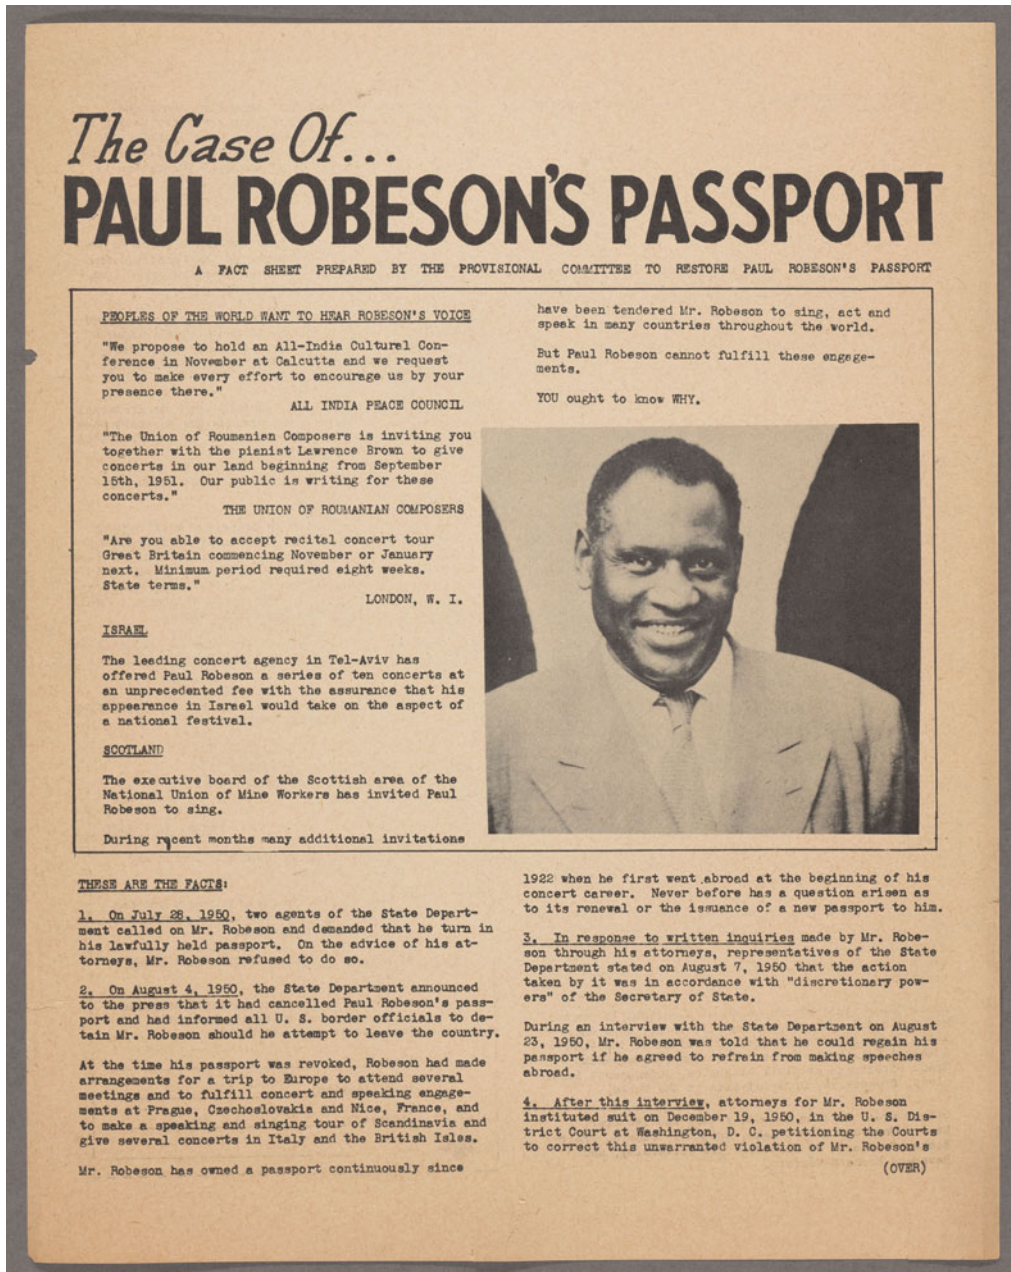 The Case Of...
PAUL ROBESON'S PASSPORT
A FACT SHEET PREPARED BY THE PROVISIONAL COMMITTEE TO RESTORE PAUL ROBESON'S PASSPORT
PEOPLES OF THE WORLD WANT TO HEAR ROBESON'S VOICE
"We propose to hold an All-India Cultural Con-
ference in November at Calcutta and we request
you to make every effort to encourage us by your
presence there."
ALL INDIA PEACE COUNCIL
"The Union of Roumanian Composers is inviting you
together with the pianist Lawrence Brown to give
concerts in our land beginning from September
15th, 1951. Our public is writing for these
concerts."
THE UNION OF ROUMANIAN COMPOSERS
"Are you able to accept recital concert tour
Great Britain commencing November or January
next. Minimum period required eight weeks.
State terms."
LONDON, W. I.
ISRAEL
The leading concert agency in Tel-Aviv has
offered Paul Robeson a series of ten concerts at
an unprecedented fee with the assurance that his
appearance in Israel would take on the aspect of
a national festival.
SCOTLAND
The executive board of the Scottish area of the
National Union of Mine Workers has invited Paul
Robeson to sing.
During recent months many additional invitations
have been tendered Mr. Robeson to sing, act and
speak in many countries throughout the world.
But Paul Robeson cannot fulfill these engage-
ments.
YOU ought to know WHY.
THESE ARE THE FACTS:
1. On July 28, 1950, two agents of the State Depart-
ment called on Mr. Robeson and demanded that he turn in
his lawfully held passport. On the advice of his at-
torneys, Mr. Robeson refused to do so.
2. On August 4, 1950, the State Department announced
to the press that it had cancelled Paul Robeson's pass-
port and had informed all U. S. border officials to de-
tain Mr. Robeson should he attempt to leave the country.
At the time his passport was revoked, Robeson had made
arrangements for a trip to Europe to attend several
meetings and to fulfill concert and speaking engage-
ments at Prague, Czechoslovakia and Nice, France, and
to make a speaking and singing tour of Scandinavia and
give several concerts in Italy and the British Isles.
Mr. Robeson has owned a passport continuously since
1922 when he first went abroad at the beginning of his
concert career. Never before has a question arisen as
to its renewal or the issuance of a new passport to him.
3. In response to written inquiries made by Mr. Robe-
son through his attorneys, representatives of the State
Department stated on August 7, 1950 that the action
taken by it was in accordance with "discretionary pow-
ers" of the Secretary of State.
During an interview with the State Department on August
23, 1950, Mr. Robeson was told that he could regain his
passport if he agreed to refrain from making speeches
abroad.
4. After this interview, attorneys for Mr. Robeson
instituted suit on December 19, 1950, in the U. S. Dis-
trict Court at Washington, D. C. petitioning the Courts
to correct this unwarranted violation of Mr. Robeson's
(OVER)